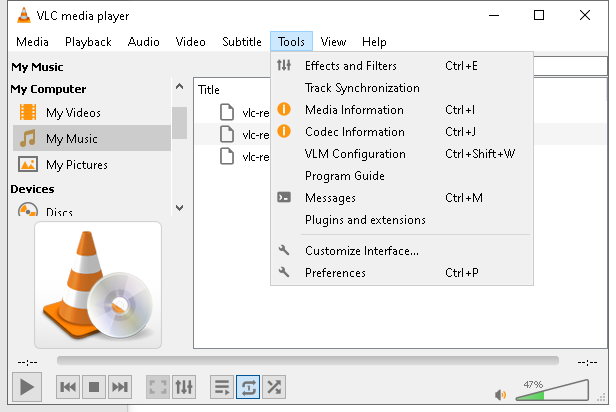 VLC media player
Media Playback Audio Video Subtitle Tools View Help
My Music
My Computer
My Videos
My Music
My Pictures
Devices
Discs
Title
vlc-re
vlc-re
vlc-re
Effects and Filters Ctrl+E
Track Synchronization
Media Information Ctrl+I
Codec Information Ctrl+J
VLM Configuration Ctrl+Shift+W
Program Guide
Messages Ctrl+M
Plugins and extensions
Customize Interface...
Preferences Ctrl+P
--:-- --:--
47%